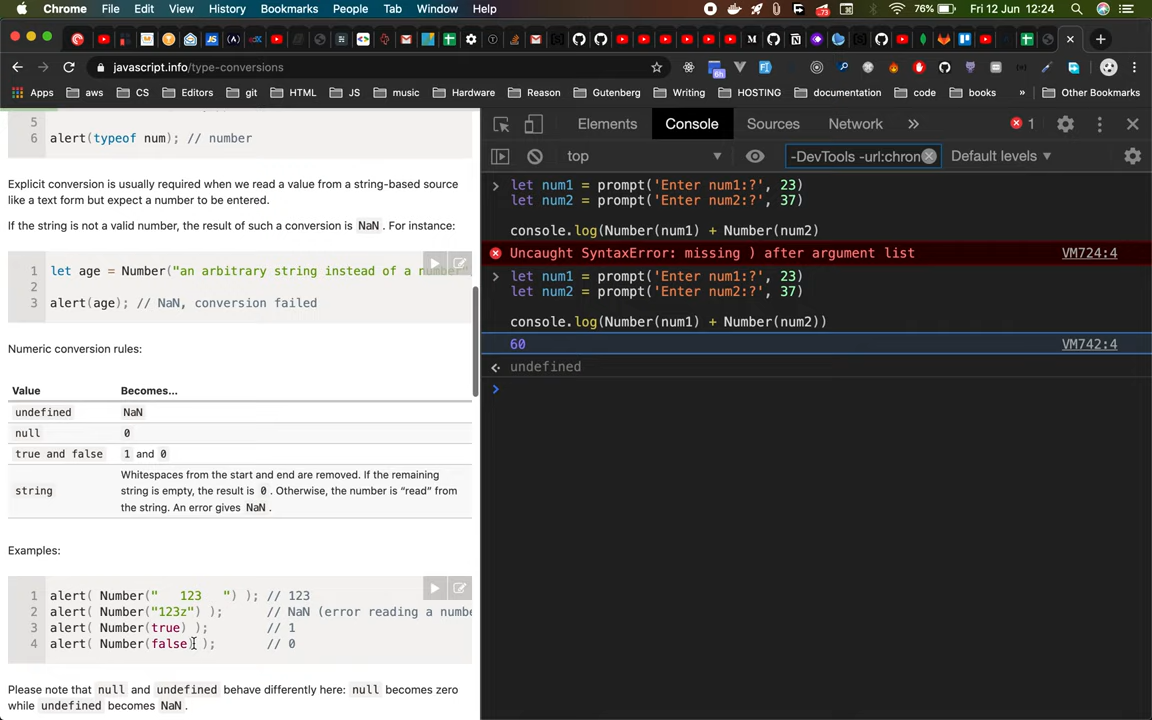 Chrome File Edit View History Bookmarks People Tab Window Help 73 76% Fri 12 Jun 12:24
javascript.info/type-conversions 6h
Apps aws CS Editors git HTML JS music Hardware Reason Gutenberg Writing HOSTING documentation code books » Other Bookmarks
5
6 alert(typeof num); // number
Explicit conversion is usually required when we read a value from a string-based source
like a text form but expect a number to be entered.
If the string is not a valid number, the result of such a conversion is NaN . For instance:
1 let age = Number("an arbitrary string instead of a number"
2
3 alert(age); // NaN, conversion failed
Numeric conversion rules:
Value Becomes...
undefined NaN
null 0
true and false 1 and 0
string Whitespaces from the start and end are removed. If the remaining
string is empty, the result is 0 . Otherwise, the number is “read” from
the string. An error gives NaN .
Examples:
1 alert( Number("   123   ") ); // 123
2 alert( Number("123z") ); // NaN (error reading a numbe
3 alert( Number(true) ); // 1
4 alert( Number(false) ); // 0
Please note that null and undefined behave differently here: null becomes zero
while undefined becomes NaN .
Elements Console Sources Network » 1
top -DevTools -url:chron Default levels
let num1 = prompt('Enter num1:?', 23)
let num2 = prompt('Enter num2:?', 37)
console.log(Number(num1) + Number(num2)
Uncaught SyntaxError: missing ) after argument list VM724:4
let num1 = prompt('Enter num1:?', 23)
let num2 = prompt('Enter num2:?', 37)
console.log(Number(num1) + Number(num2))
60 VM742:4
undefined